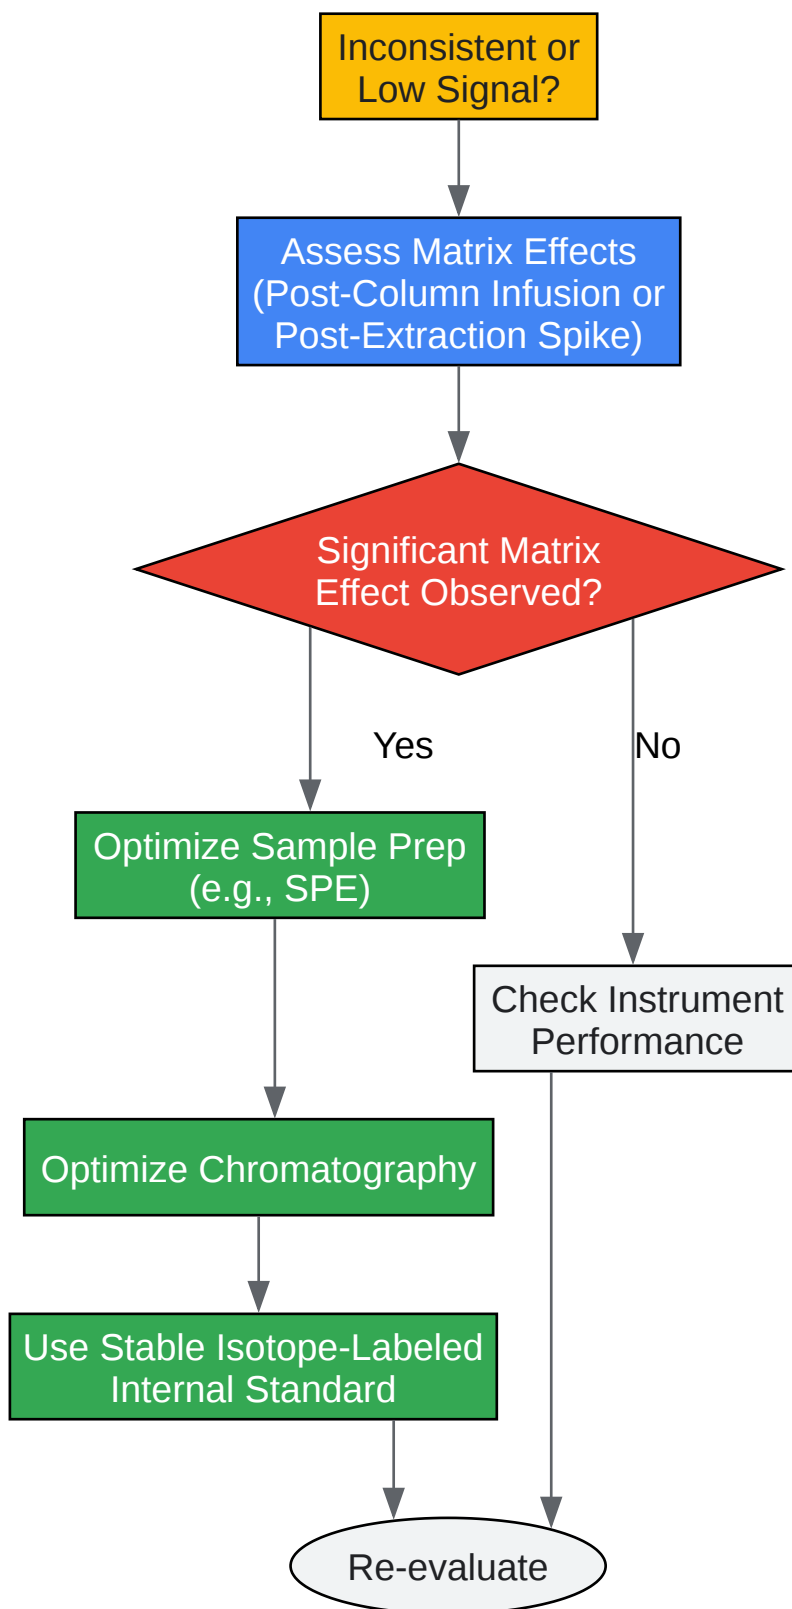 Inconsistent or
Low Signal?
Assess Matrix Effects
(Post-Column Infusion or
Post-Extraction Spike)
Significant Matrix
Effect Observed?
Yes
No
Optimize Sample Prep
(e.g., SPE)
Check Instrument
Performance
Optimize Chromatography
Use Stable Isotope-Labeled
Internal Standard
Re-evaluate